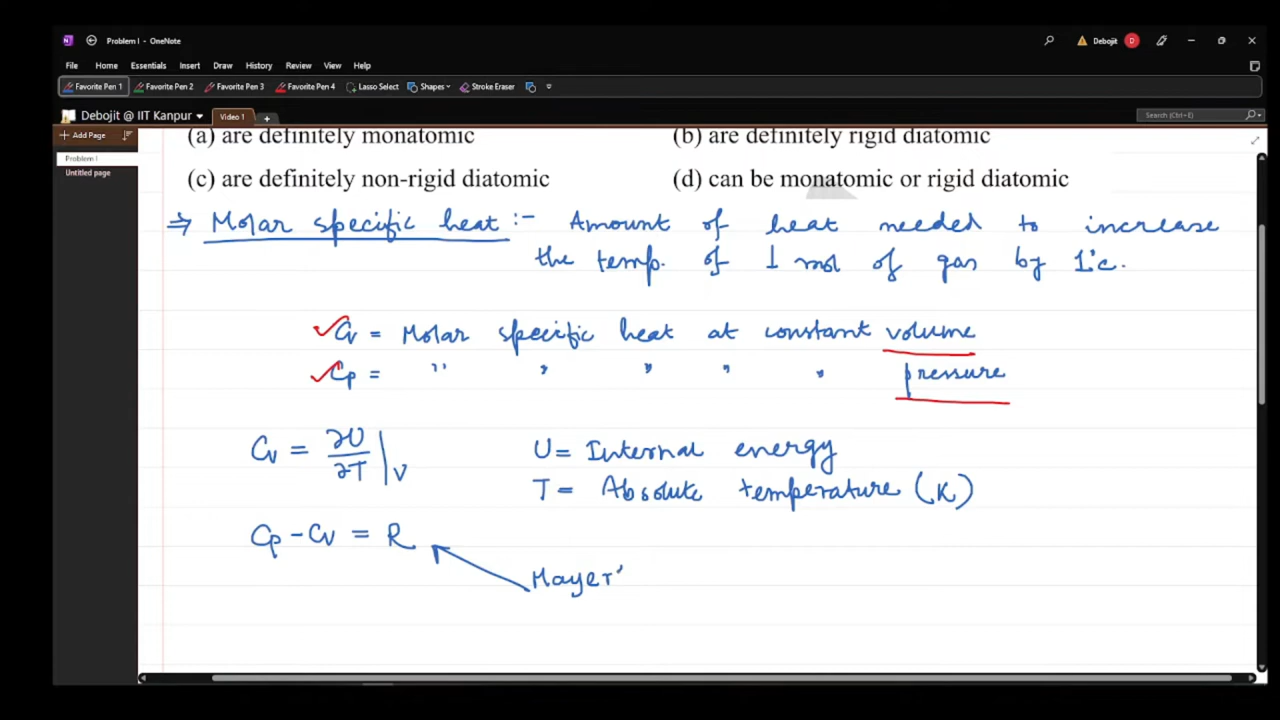 Problem I - OneNote
Debojit D
File Home Essentials Insert Draw History Review View Help
Favorite Pen 1 Favorite Pen 2 Favorite Pen 3 Favorite Pen 4 Lasso Select Shapes Stroke Eraser
Debojit @ IIT Kanpur Video 1 + Search (Ctrl+E)
+ Add Page
Problem I
Untitled page
(a) are definitely monatomic (b) are definitely rigid diatomic
(c) are definitely non-rigid diatomic (d) can be monatomic or rigid diatomic
⇒ Molar specific heat :- Amount of heat needed to increase
the temp. of 1 mol of gas by 1°c.
✓ Cv = Molar specific heat at constant volume
✓ Cp = " " " " " pressure
Cv = ∂U/∂T |V U = Internal energy
T = Absolute temperature (K)
Cp - Cv = R
Mayer'